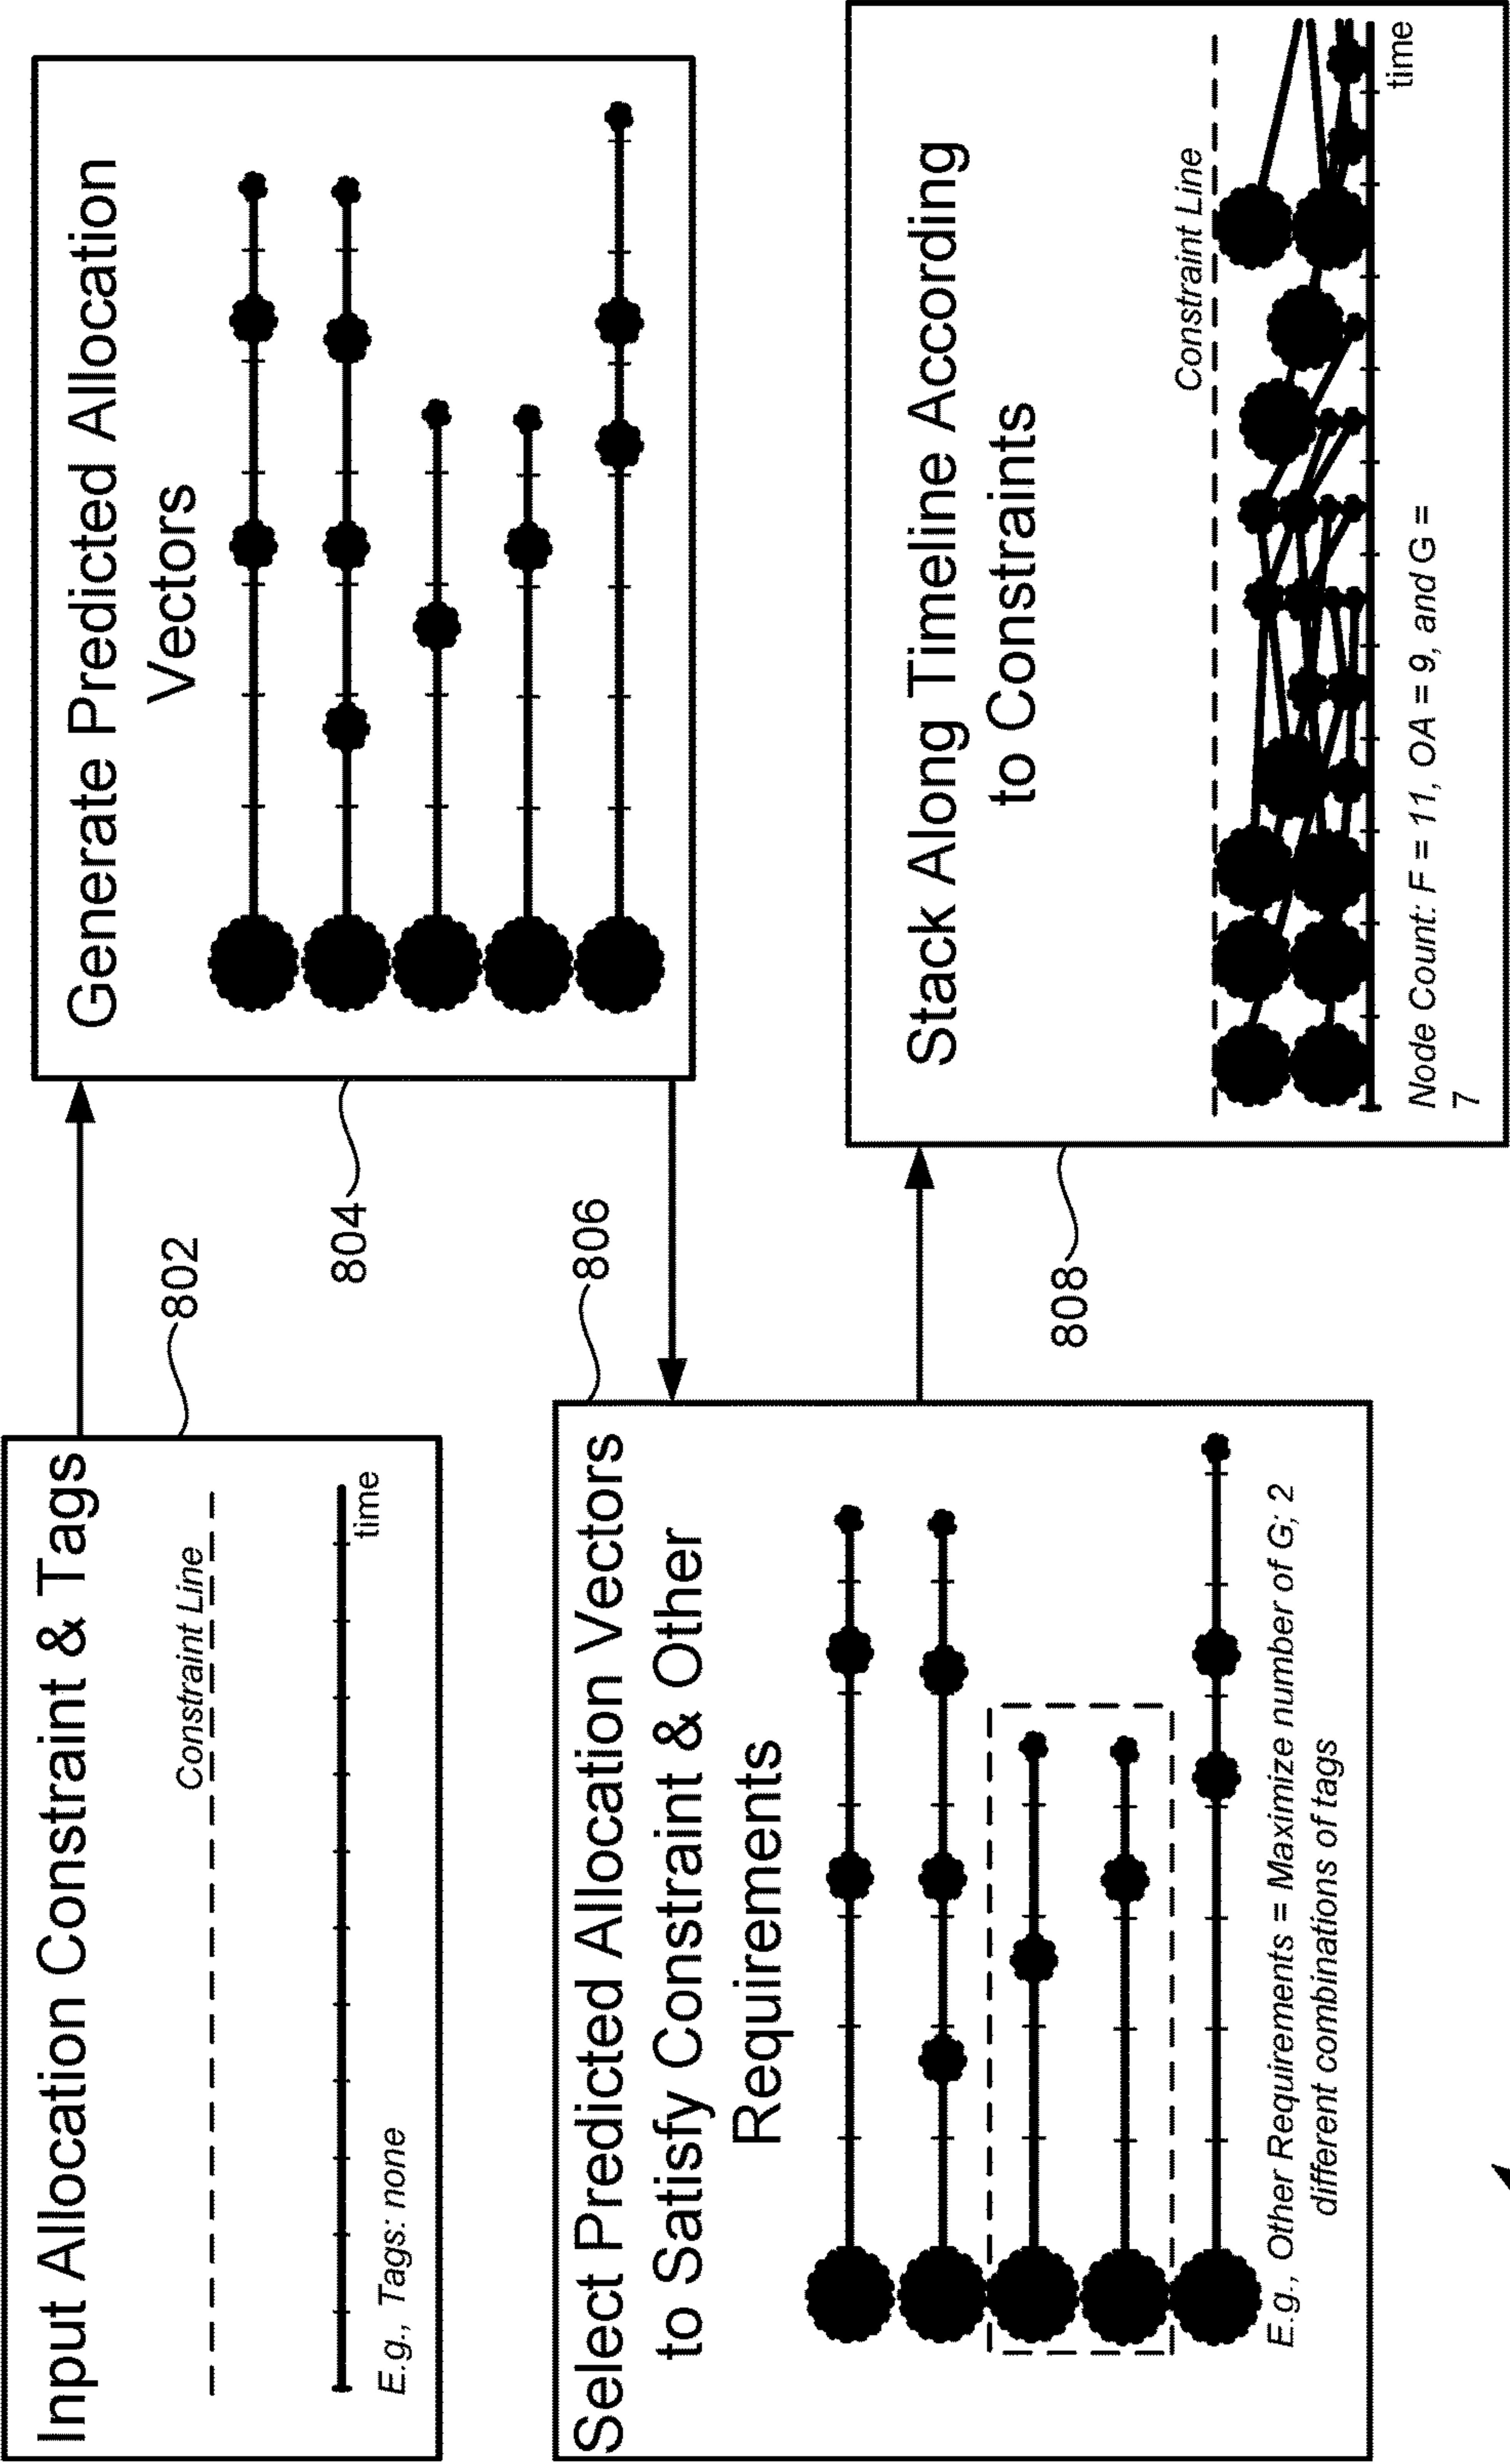 Input Allocation Constraint & Tags
Constraint Line
time
E.g., Tags: none
802
Generate Predicted Allocation
Vectors
804
Select Predicted Allocation Vectors
to Satisfy Constraint & Other
Requirements
E.g., Other Requirements = Maximize number of G; 2
different combinations of tags
806
Stack Along Timeline According
to Constraints
Constraint Line
time
Node Count: F = 11, OA = 9, and G =
7
808